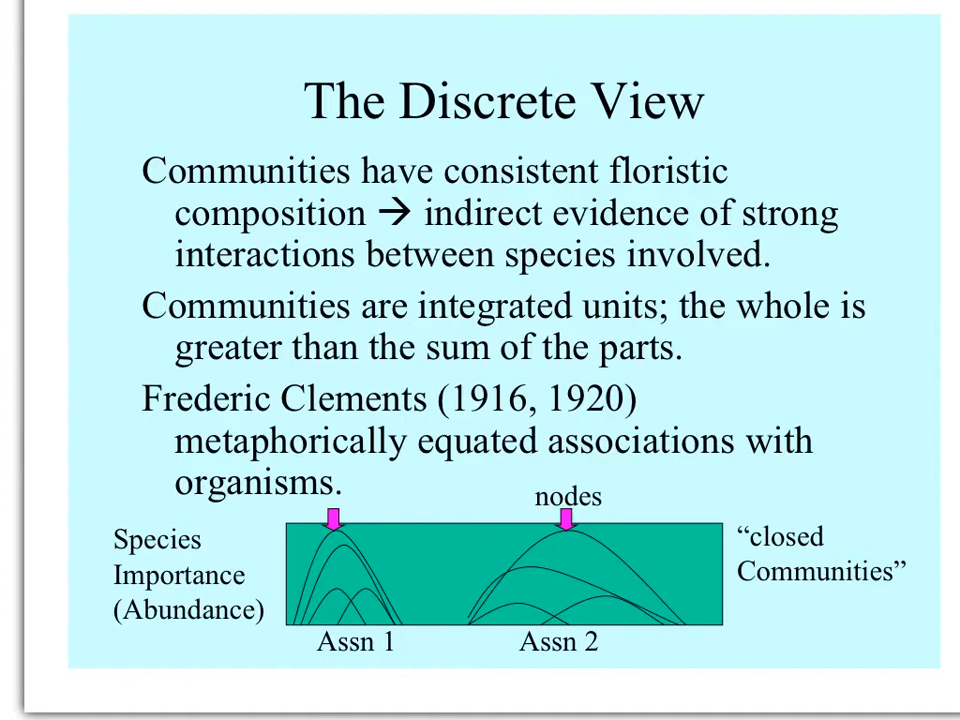 The Discrete View
Communities have consistent floristic
composition → indirect evidence of strong
interactions between species involved.
Communities are integrated units; the whole is
greater than the sum of the parts.
Frederic Clements (1916, 1920)
metaphorically equated associations with
organisms.
nodes
Species
Importance
(Abundance)
“closed
Communities”
Assn 1
Assn 2